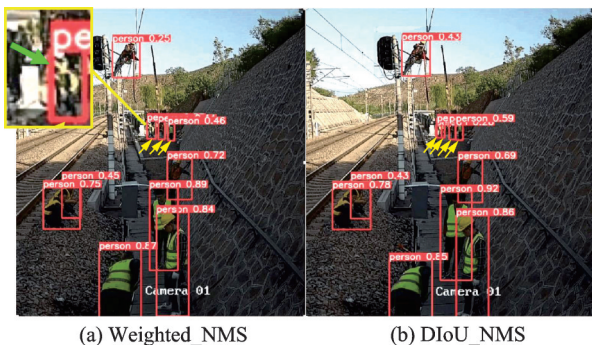 pe
person 0.25
person 0.46
person 0.72
person 0.45
person 0.75
person 0.89
person 0.84
person 0.87
Camera 01
(a) Weighted_NMS
person 0.43
person 0.59
person 0.69
person 0.43
person 0.78
person 0.92
person 0.86
person 0.85
Camera 01
(b) DIoU_NMS